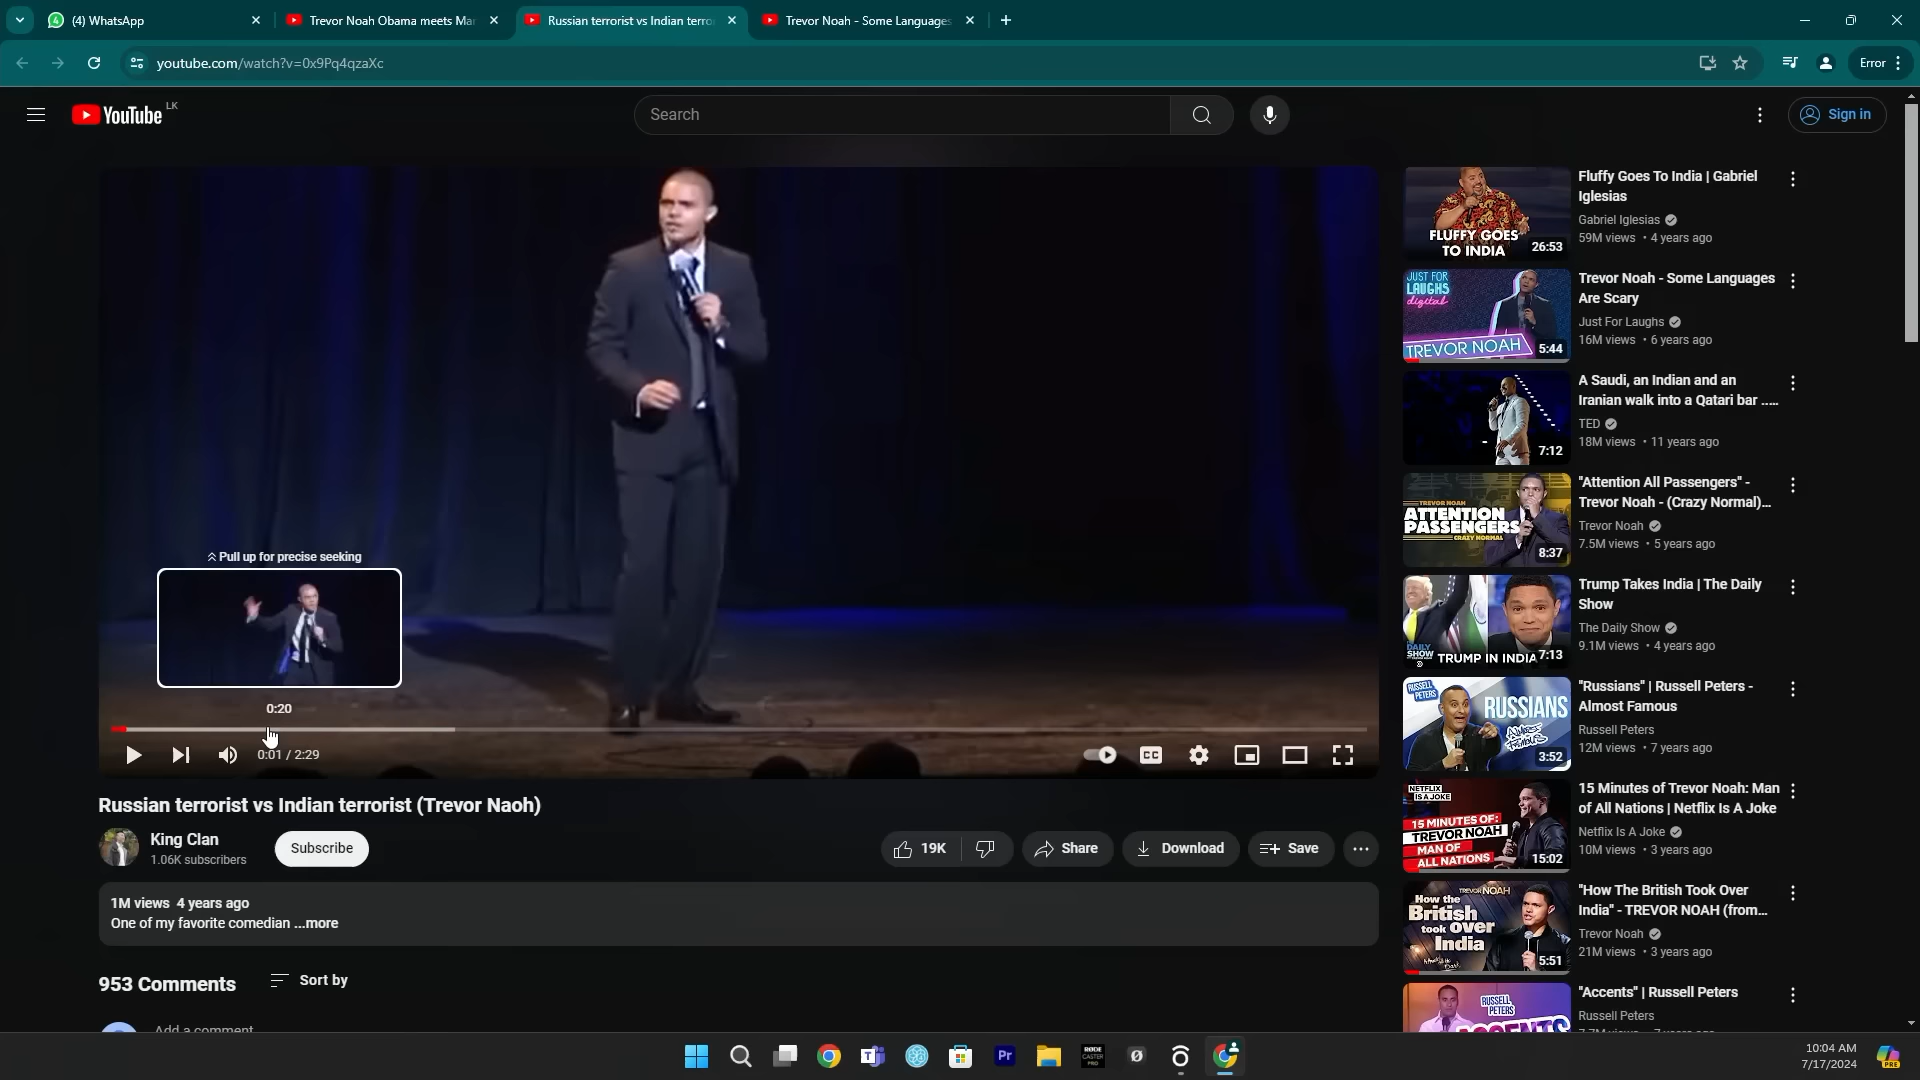 (4) WhatsApp
Trevor Noah Obama meets Mar
Russian terrorist vs Indian terro
Trevor Noah - Some Languages
youtube.com/watch?v=0x9Pq4qzaXc
Error
YouTube LK
Search
Sign in
Pull up for precise seeking
0:20
0:01 / 2:29
CC
Russian terrorist vs Indian terrorist (Trevor Naoh)
King Clan
1.06K subscribers
Subscribe
19K
Share
Download
Save
1M views 4 years ago
One of my favorite comedian ...more
953 Comments
Sort by
Add a comment
FLUFFY GOES
TO INDIA
26:53
Fluffy Goes To India | Gabriel
Iglesias
Gabriel Iglesias
59M views • 4 years ago
JUST FOR
LAUGHS
digital
TREVOR NOAH
5:44
Trevor Noah - Some Languages
Are Scary
Just For Laughs
16M views • 6 years ago
7:12
A Saudi, an Indian and an
Iranian walk into a Qatari bar .....
TED
18M views • 11 years ago
TREVOR NOAH
ATTENTION
PASSENGERS
CRAZY NORMAL
8:37
"Attention All Passengers" -
Trevor Noah - (Crazy Normal)...
Trevor Noah
7.5M views • 5 years ago
DAILY
SHOW
TRUMP IN INDIA
7:13
Trump Takes India | The Daily
Show
The Daily Show
9.1M views • 4 years ago
RUSSELL
PETERS
RUSSIANS
ALMOST
FAMOUS
3:52
"Russians" | Russell Peters -
Almost Famous
Russell Peters
12M views • 7 years ago
NETFLIX
IS A JOKE
15 MINUTES OF:
TREVOR NOAH
MAN OF
ALL NATIONS
15:02
15 Minutes of Trevor Noah: Man
of All Nations | Netflix Is A Joke
Netflix Is A Joke
10M views • 3 years ago
TREVOR NOAH
How the
British
took over
India
5:51
"How The British Took Over
India" - TREVOR NOAH (from...
Trevor Noah
21M views • 3 years ago
RUSSELL
PETERS
ACCENTS
"Accents" | Russell Peters
Russell Peters
Pr
RØDE
CASTER
PRO
10:04 AM
7/17/2024
PRE